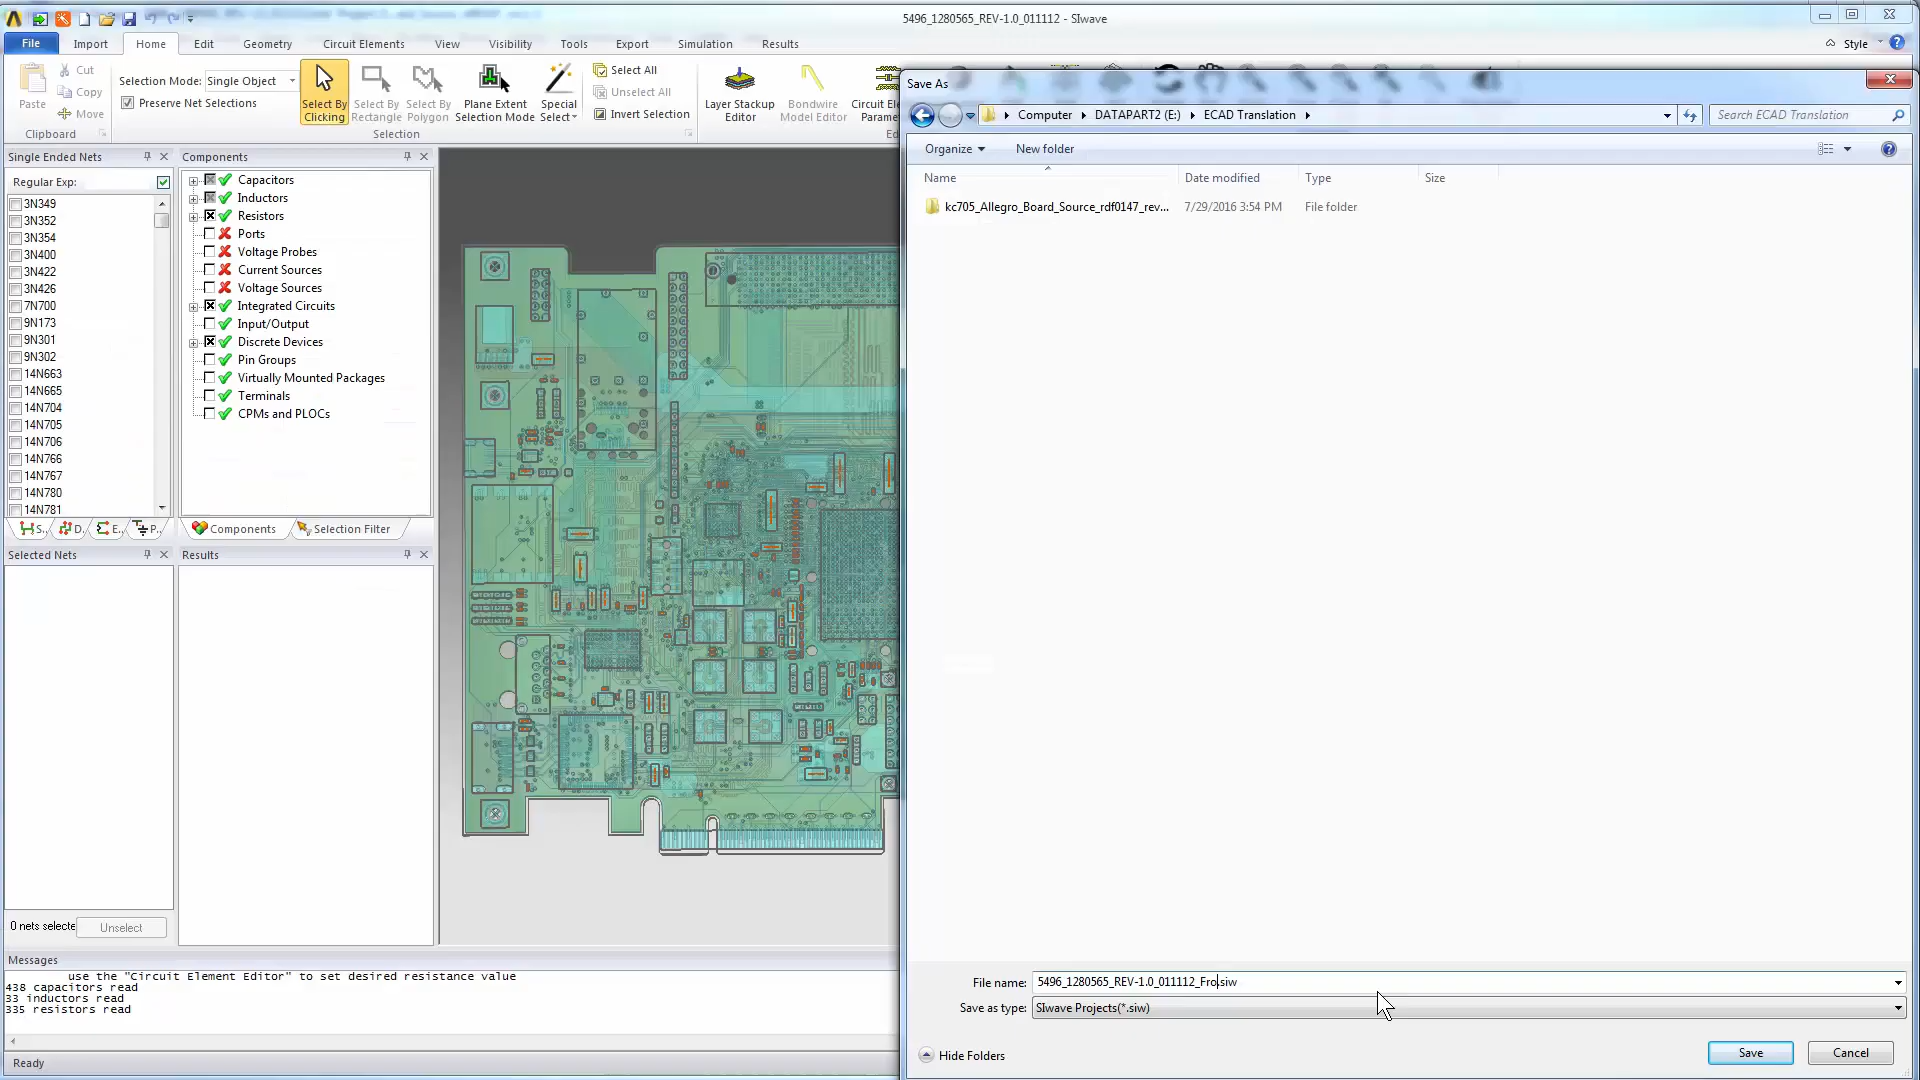 5496_1280565_REV-1.0_011112 - SIwave
File Import Home Edit Geometry Circuit Elements View Visibility Tools Export Simulation Results Style
Paste
Cut
Copy
Move
Clipboard
Selection Mode: Single Object
Preserve Net Selections
Select By Clicking
Select By Rectangle
Select By Polygon
Plane Extent Selection Mode
Special Select
Select All
Unselect All
Invert Selection
Selection
Layer Stackup Editor
Bondwire Model Editor
Circuit Ele
Parame
Ed
Single Ended Nets
Regular Exp:
3N349
3N352
3N354
3N400
3N422
3N426
7N700
9N173
9N301
9N302
14N663
14N665
14N704
14N705
14N706
14N766
14N767
14N780
14N781
S.. D.. E.. P..
Components
Capacitors
Inductors
Resistors
Ports
Voltage Probes
Current Sources
Voltage Sources
Integrated Circuits
Input/Output
Discrete Devices
Pin Groups
Virtually Mounted Packages
Terminals
CPMs and PLOCs
Components Selection Filter
Selected Nets
0 nets selecte Unselect
Results
Messages
use the "Circuit Element Editor" to set desired resistance value
438 capacitors read
33 inductors read
335 resistors read
Ready
Save As
Computer DATAPART2 (E:) ECAD Translation
Search ECAD Translation
Organize New folder
Name Date modified Type Size
kc705_Allegro_Board_Source_rdf0147_rev... 7/29/2016 3:54 PM File folder
File name: 5496_1280565_REV-1.0_011112_Fro.siw
Save as type: SIwave Projects(*.siw)
Hide Folders Save Cancel